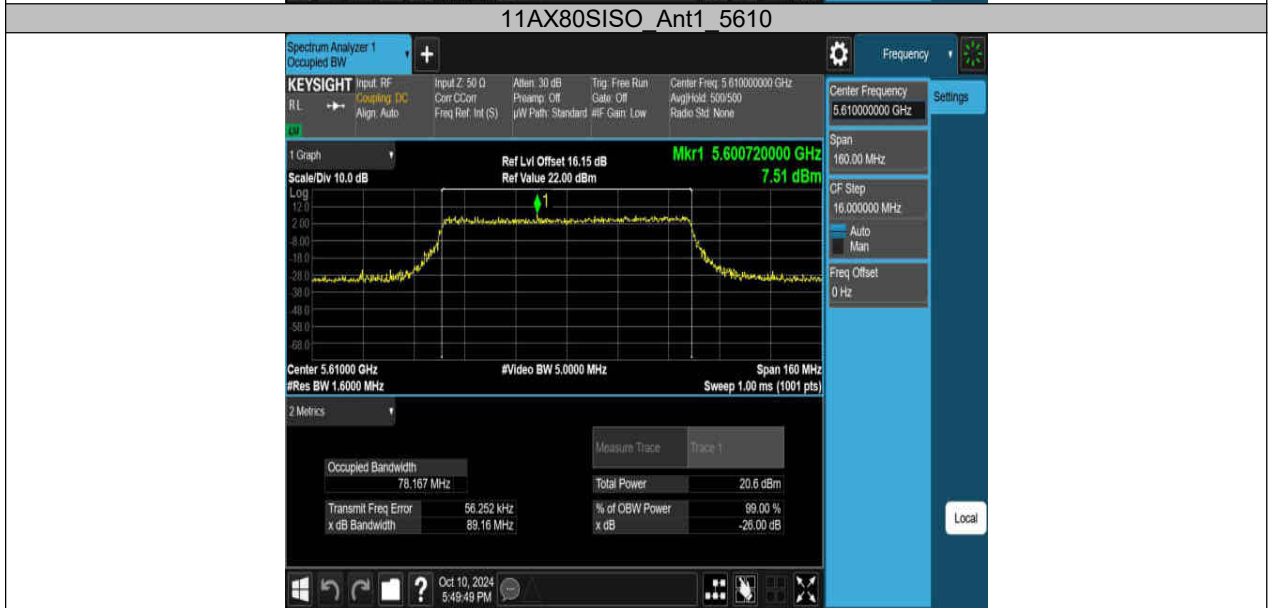 11AX80SISO_Ant1_5610
Spectrum Analyzer 1
Occupied BW
+
Frequency
KEYSIGHT Input: RF Input Z: 50 Ω Atten: 30 dB Trig: Free Run Center Freq: 5.610000000 GHz
RL Coupling: DC Corr CCorr Preamp: Off Gate: Off Avg|Hold: 500/500
Align: Auto Freq Ref: Int (S) µW Path: Standard #IF Gain: Low Radio Std: None
Center Frequency
5.610000000 GHz
Settings
Span
160.00 MHz
CF Step
16.000000 MHz
Auto
Man
Freq Offset
0 Hz
Local
1 Graph
Ref Lvl Offset 16.15 dB Mkr1 5.600720000 GHz
Scale/Div 10.0 dB Ref Value 22.00 dBm 7.51 dBm
Log
12.0
2.00
-8.00
-18.0
-28.0
-38.0
-48.0
-58.0
-68.0
1
Center 5.61000 GHz #Video BW 5.0000 MHz Span 160 MHz
#Res BW 1.6000 MHz Sweep 1.00 ms (1001 pts)
2 Metrics
Measure Trace Trace 1
Occupied Bandwidth
78.167 MHz Total Power 20.6 dBm
Transmit Freq Error 56.252 kHz % of OBW Power 99.00 %
x dB Bandwidth 89.16 MHz x dB -26.00 dB
? Oct 10, 2024
5:49:49 PM